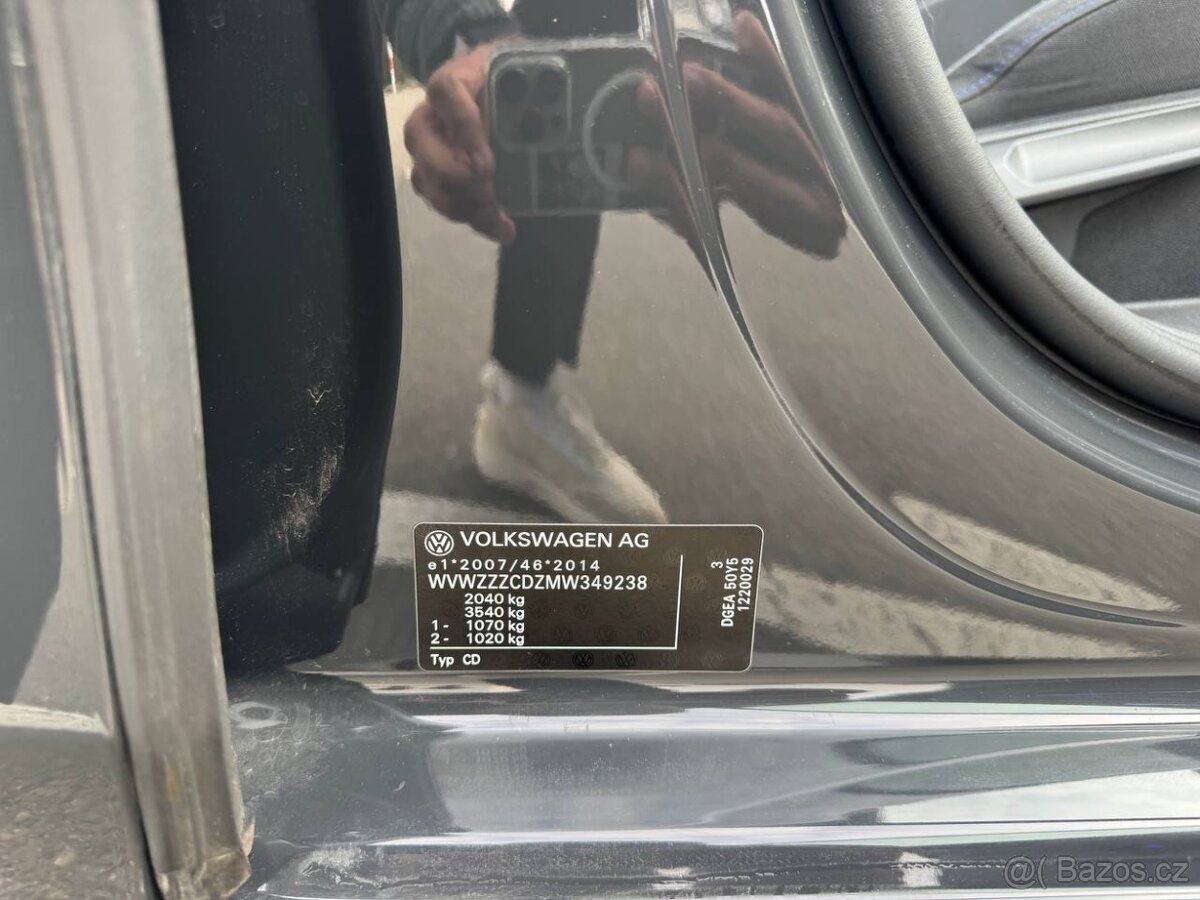 VOLKSWAGEN AG
e1*2007/46*2014
WVWZZZCDZMW349238
2040 kg
3540 kg
1- 1070 kg
2- 1020 kg
Typ CD
3
DGEA 50Y5
1220029
@( Bazos.cz